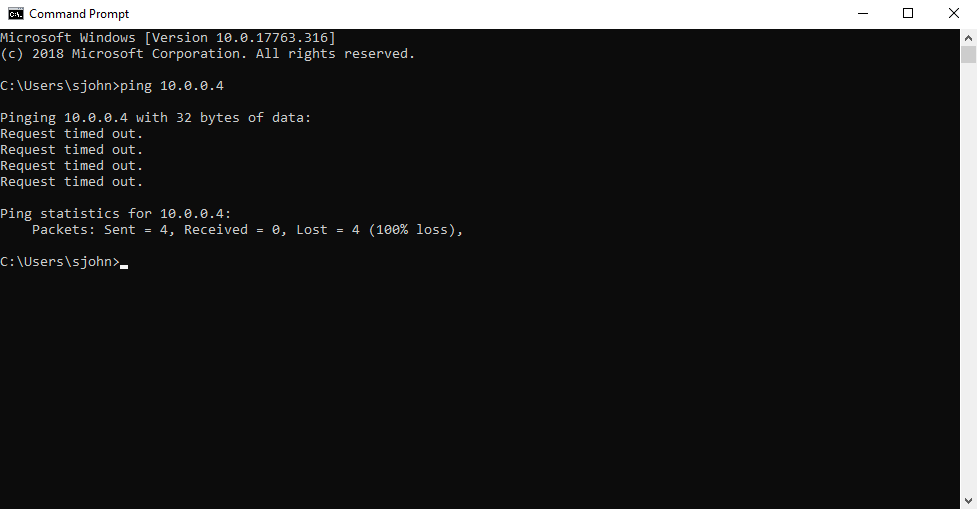 Command Prompt
Microsoft Windows [Version 10.0.17763.316]
(c) 2018 Microsoft Corporation. All rights reserved.
C:\Users\sjohn>ping 10.0.0.4
Pinging 10.0.0.4 with 32 bytes of data:
Request timed out.
Request timed out.
Request timed out.
Request timed out.
Ping statistics for 10.0.0.4:
    Packets: Sent = 4, Received = 0, Lost = 4 (100% loss),
C:\Users\sjohn>